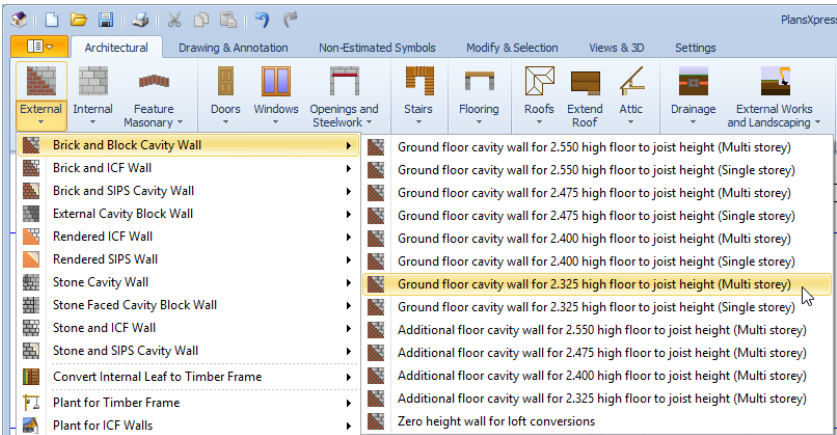 PlansXpress
Architectural
Drawing & Annotation
Non-Estimated Symbols
Modify & Selection
Views & 3D
Settings
External
Internal
Feature
Masonary
Doors
Windows
Openings and
Steelwork
Stairs
Flooring
Roofs
Extend
Roof
Attic
Drainage
External Works
and Landscaping
Brick and Block Cavity Wall
Brick and ICF Wall
Brick and SIPS Cavity Wall
External Cavity Block Wall
Rendered ICF Wall
Rendered SIPS Wall
Stone Cavity Wall
Stone Faced Cavity Block Wall
Stone and ICF Wall
Stone and SIPS Cavity Wall
Convert Internal Leaf to Timber Frame
Plant for Timber Frame
Plant for ICF Walls
Ground floor cavity wall for 2.550 high floor to joist height (Multi storey)
Ground floor cavity wall for 2.550 high floor to joist height (Single storey)
Ground floor cavity wall for 2.475 high floor to joist height (Multi storey)
Ground floor cavity wall for 2.475 high floor to joist height (Single storey)
Ground floor cavity wall for 2.400 high floor to joist height (Multi storey)
Ground floor cavity wall for 2.400 high floor to joist height (Single storey)
Ground floor cavity wall for 2.325 high floor to joist height (Multi storey)
Ground floor cavity wall for 2.325 high floor to joist height (Single storey)
Additional floor cavity wall for 2.550 high floor to joist height (Multi storey)
Additional floor cavity wall for 2.475 high floor to joist height (Multi storey)
Additional floor cavity wall for 2.400 high floor to joist height (Multi storey)
Additional floor cavity wall for 2.325 high floor to joist height (Multi storey)
Zero height wall for loft conversions